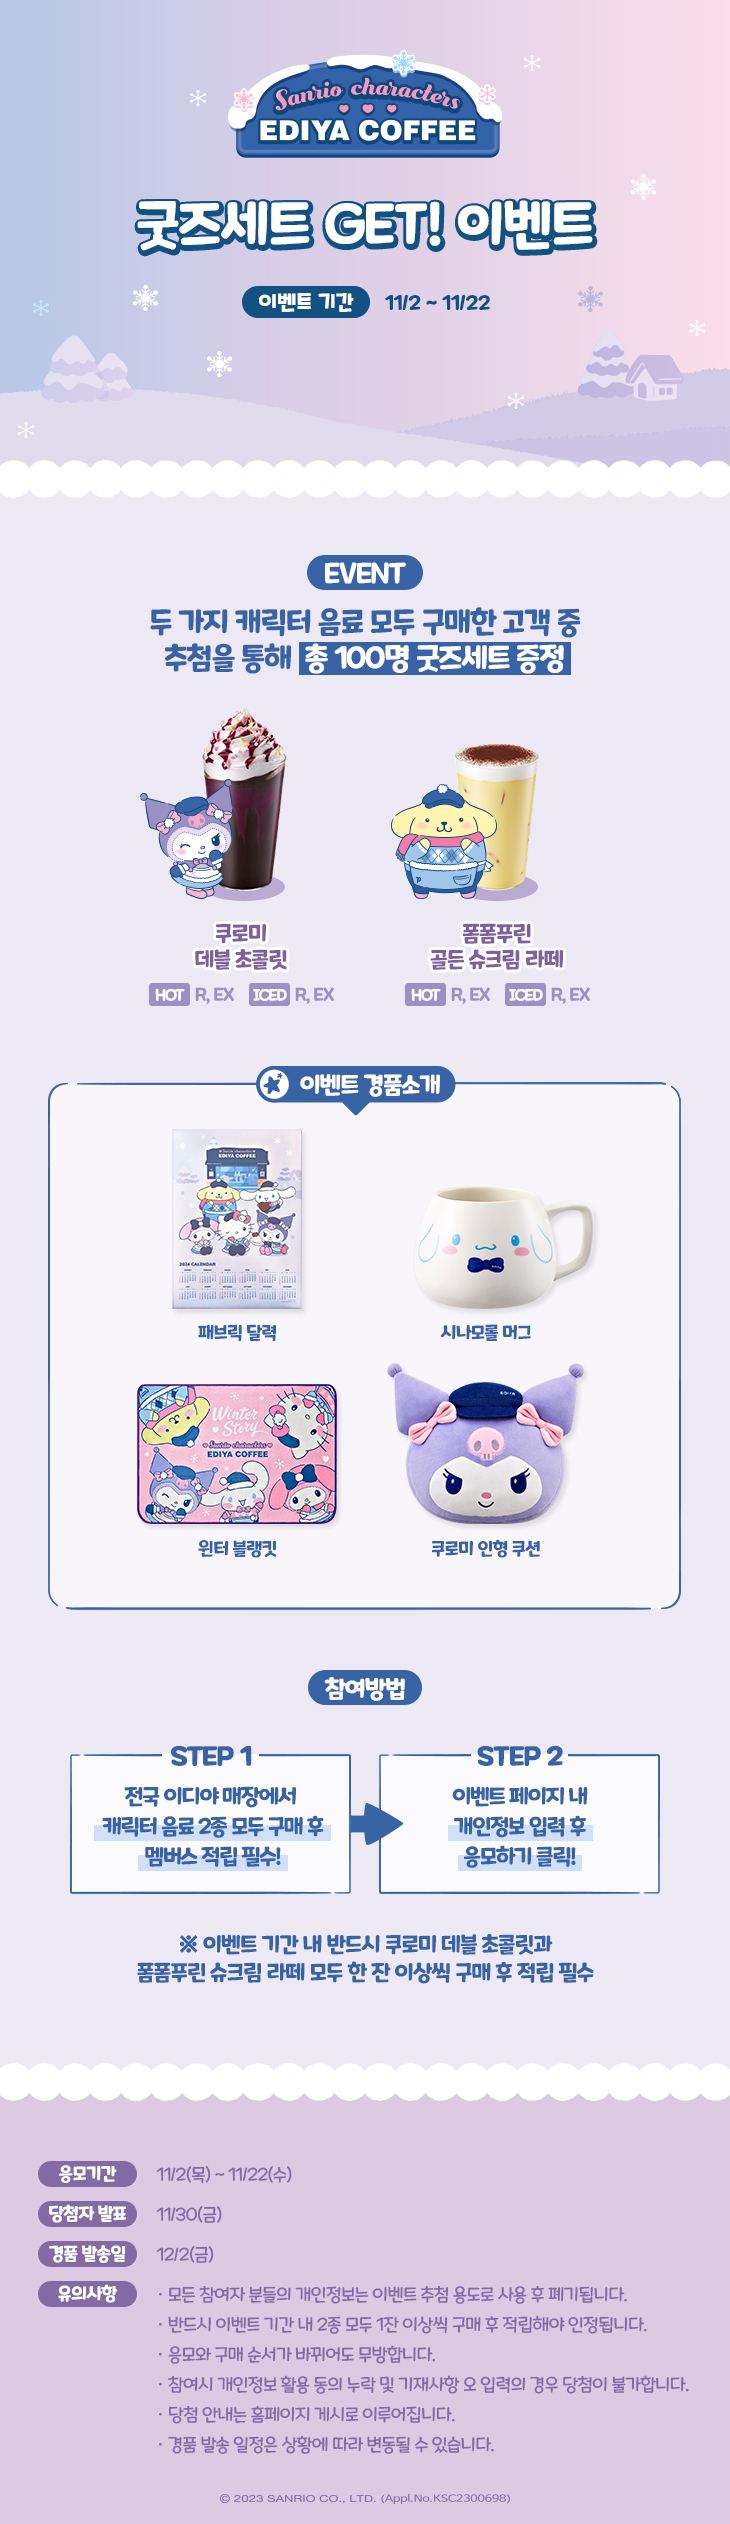 Sanrio characters
EDIYA COFFEE
굿즈세트 GET! 이벤트
이벤트 기간 11/2 ~ 11/22
EVENT
두 가지 캐릭터 음료 모두 구매한 고객 중
추첨을 통해 총 100명 굿즈세트 증정
쿠로미
데블 초콜릿
HOT R, EX ICED R, EX
폼폼푸린
골든 슈크림 라떼
HOT R, EX ICED R, EX
이벤트 경품소개
Sanrio characters
EDIYA COFFEE
2024 CALENDAR
패브릭 달력
시나모롤 머그
Winter
Story
Sanrio characters
EDIYA COFFEE
윈터 블랭킷
EDIYA
쿠로미 인형 쿠션
참여방법
STEP 1
전국 이디야 매장에서
캐릭터 음료 2종 모두 구매 후
멤버스 적립 필수!
STEP 2
이벤트 페이지 내
개인정보 입력 후
응모하기 클릭!
※ 이벤트 기간 내 반드시 쿠로미 데블 초콜릿과
폼폼푸린 슈크림 라떼 모두 한 잔 이상씩 구매 후 적립 필수
응모기간 11/2(목) ~ 11/22(수)
당첨자 발표 11/30(금)
경품 발송일 12/2(금)
유의사항 · 모든 참여자 분들의 개인정보는 이벤트 추첨 용도로 사용 후 폐기됩니다.
· 반드시 이벤트 기간 내 2종 모두 1잔 이상씩 구매 후 적립해야 인정됩니다.
· 응모와 구매 순서가 바뀌어도 무방합니다.
· 참여시 개인정보 활용 동의 누락 및 기재사항 오 입력의 경우 당첨이 불가합니다.
· 당첨 안내는 홈페이지 게시로 이루어집니다.
· 경품 발송 일정은 상황에 따라 변동될 수 있습니다.
© 2023 SANRIO CO., LTD. (Appl.No.KSC2300698)